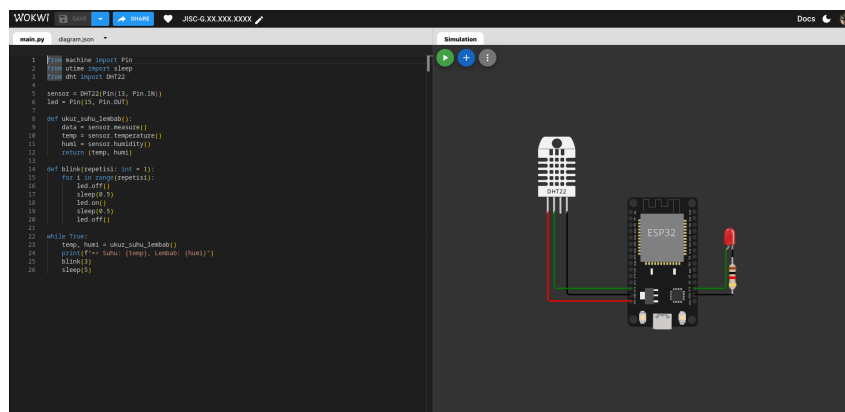 WOKWI SAVE SHARE JISC-G.XX.XXX.XXXX Docs
main.py diagram.json Simulation
1 from machine import Pin
2 from utime import sleep
3 from dht import DHT22
4
5 sensor = DHT22(Pin(13, Pin.IN))
6 led = Pin(15, Pin.OUT)
7
8 def ukur_suhu_lembab():
9 data = sensor.measure()
10 temp = sensor.temperature()
11 humi = sensor.humidity()
12 return (temp, humi)
13
14 def blink(repetisi: int = 1):
15 for i in range(repetisi):
16 led.off()
17 sleep(0.5)
18 led.on()
19 sleep(0.5)
20 led.off()
21
22 while True:
23 temp, humi = ukur_suhu_lembab()
24 print(f"=> Suhu: {temp}, Lembab: {humi}")
25 blink(3)
26 sleep(5)
DHT22
ESP32